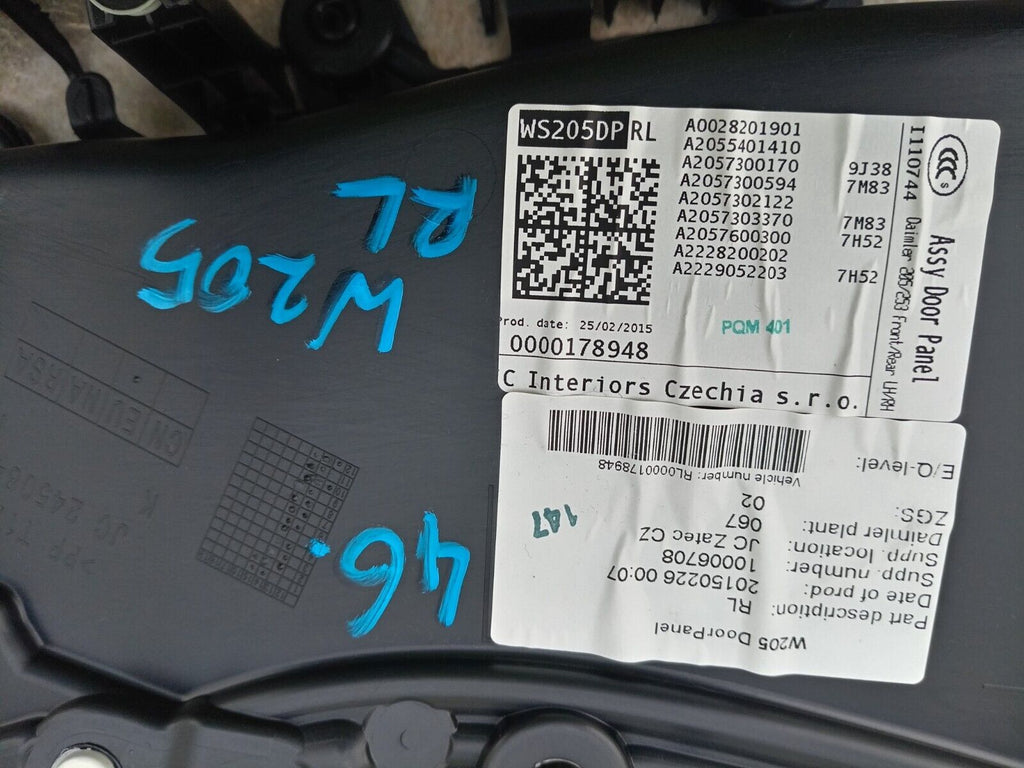 WS205DP RL
A0028201901
A2055401410
A2057300170 9J38
A2057300594 7M83
A2057302122
A2057303370 7M83
A2057600300 7H52
A2228200202
A2229052203 7H52
Prod. date: 25/02/2015
PQM 401
0000178948
C Interiors Czechia s.r.o.
CCC S
I110744 Daimler 205/253 Front/Rear LH/RH
Assy Door Panel
W205 DoorPanel
Part description: RL
Date of prod: 20150226 00:07
Supp. number: 10006708
Supp. location: JC Zatec CZ
Daimler plant: 067
ZGS: 02
E/Q-level:
Vehicle number: RL0000178948
147
W205
RL
46.
K